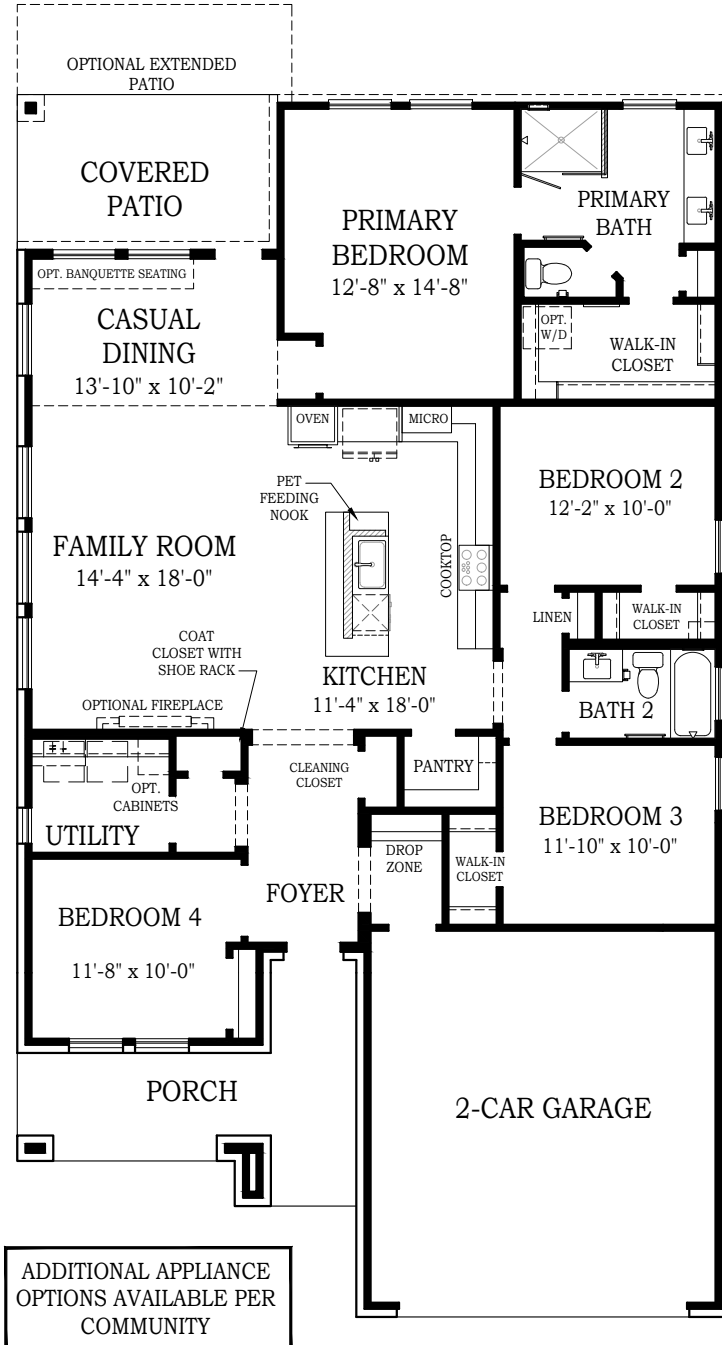 OPTIONAL EXTENDED
PATIO
COVERED
PATIO
PRIMARY
BEDROOM
12'-8" x 14'-8"
PRIMARY
BATH
OPT. BANQUETTE SEATING
CASUAL
DINING
13'-10" x 10'-2"
OPT.
W/D
WALK-IN
CLOSET
OVEN
MICRO
PET
FEEDING
NOOK
BEDROOM 2
12'-2" x 10'-0"
FAMILY ROOM
14'-4" x 18'-0"
COOKTOP
LINEN
WALK-IN
CLOSET
COAT
CLOSET WITH
SHOE RACK
KITCHEN
11'-4" x 18'-0"
OPTIONAL FIREPLACE
BATH 2
CLEANING
CLOSET
PANTRY
OPT.
CABINETS
UTILITY
BEDROOM 3
11'-10" x 10'-0"
DROP
ZONE
WALK-IN
CLOSET
FOYER
BEDROOM 4
11'-8" x 10'-0"
PORCH
2-CAR GARAGE
ADDITIONAL APPLIANCE
OPTIONS AVAILABLE PER
COMMUNITY